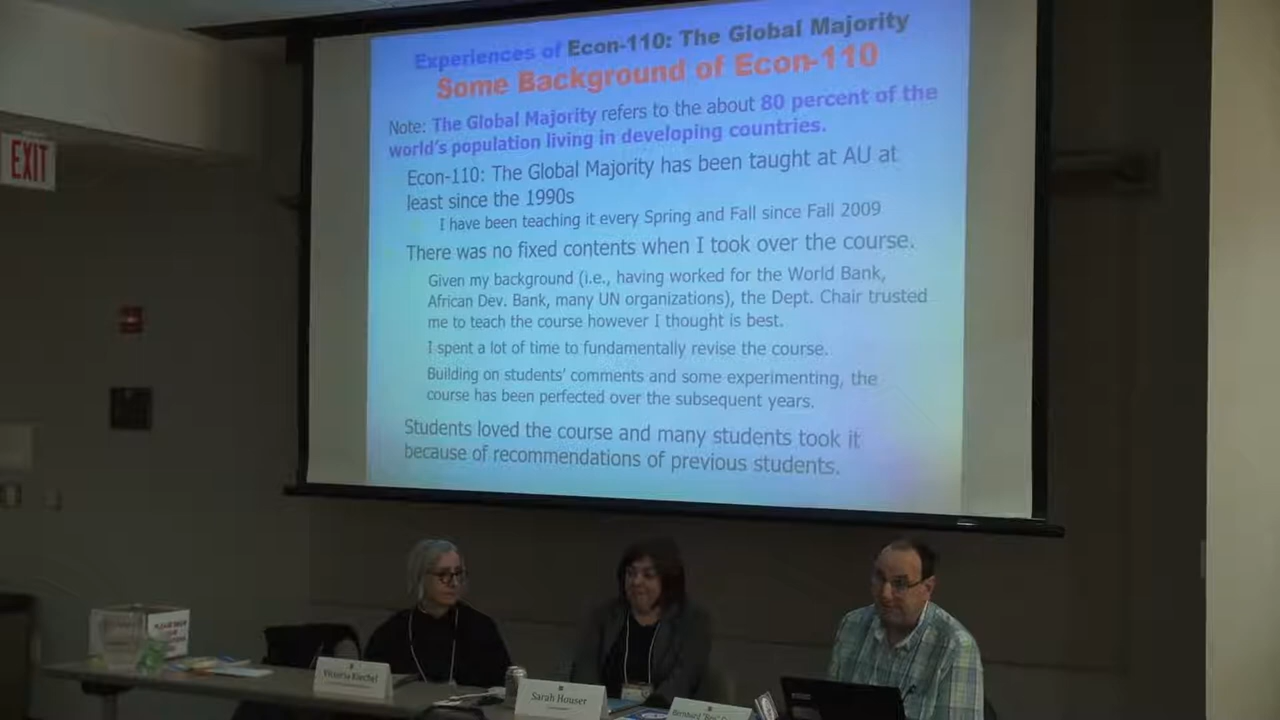 Experiences of Econ-110: The Global Majority
Some Background of Econ-110
Note: The Global Majority refers to the about 80 percent of the
world's population living in developing countries.
Econ-110: The Global Majority has been taught at AU at
least since the 1990s
I have been teaching it every Spring and Fall since Fall 2009
There was no fixed contents when I took over the course.
Given my background (i.e., having worked for the World Bank,
African Dev. Bank, many UN organizations), the Dept. Chair trusted
me to teach the course however I thought is best.
I spent a lot of time to fundamentally revise the course.
Building on students' comments and some experimenting, the
course has been perfected over the subsequent years.
Students loved the course and many students took it
because of recommendations of previous students.
EXIT
Victoria Kiechel
Sarah Houser